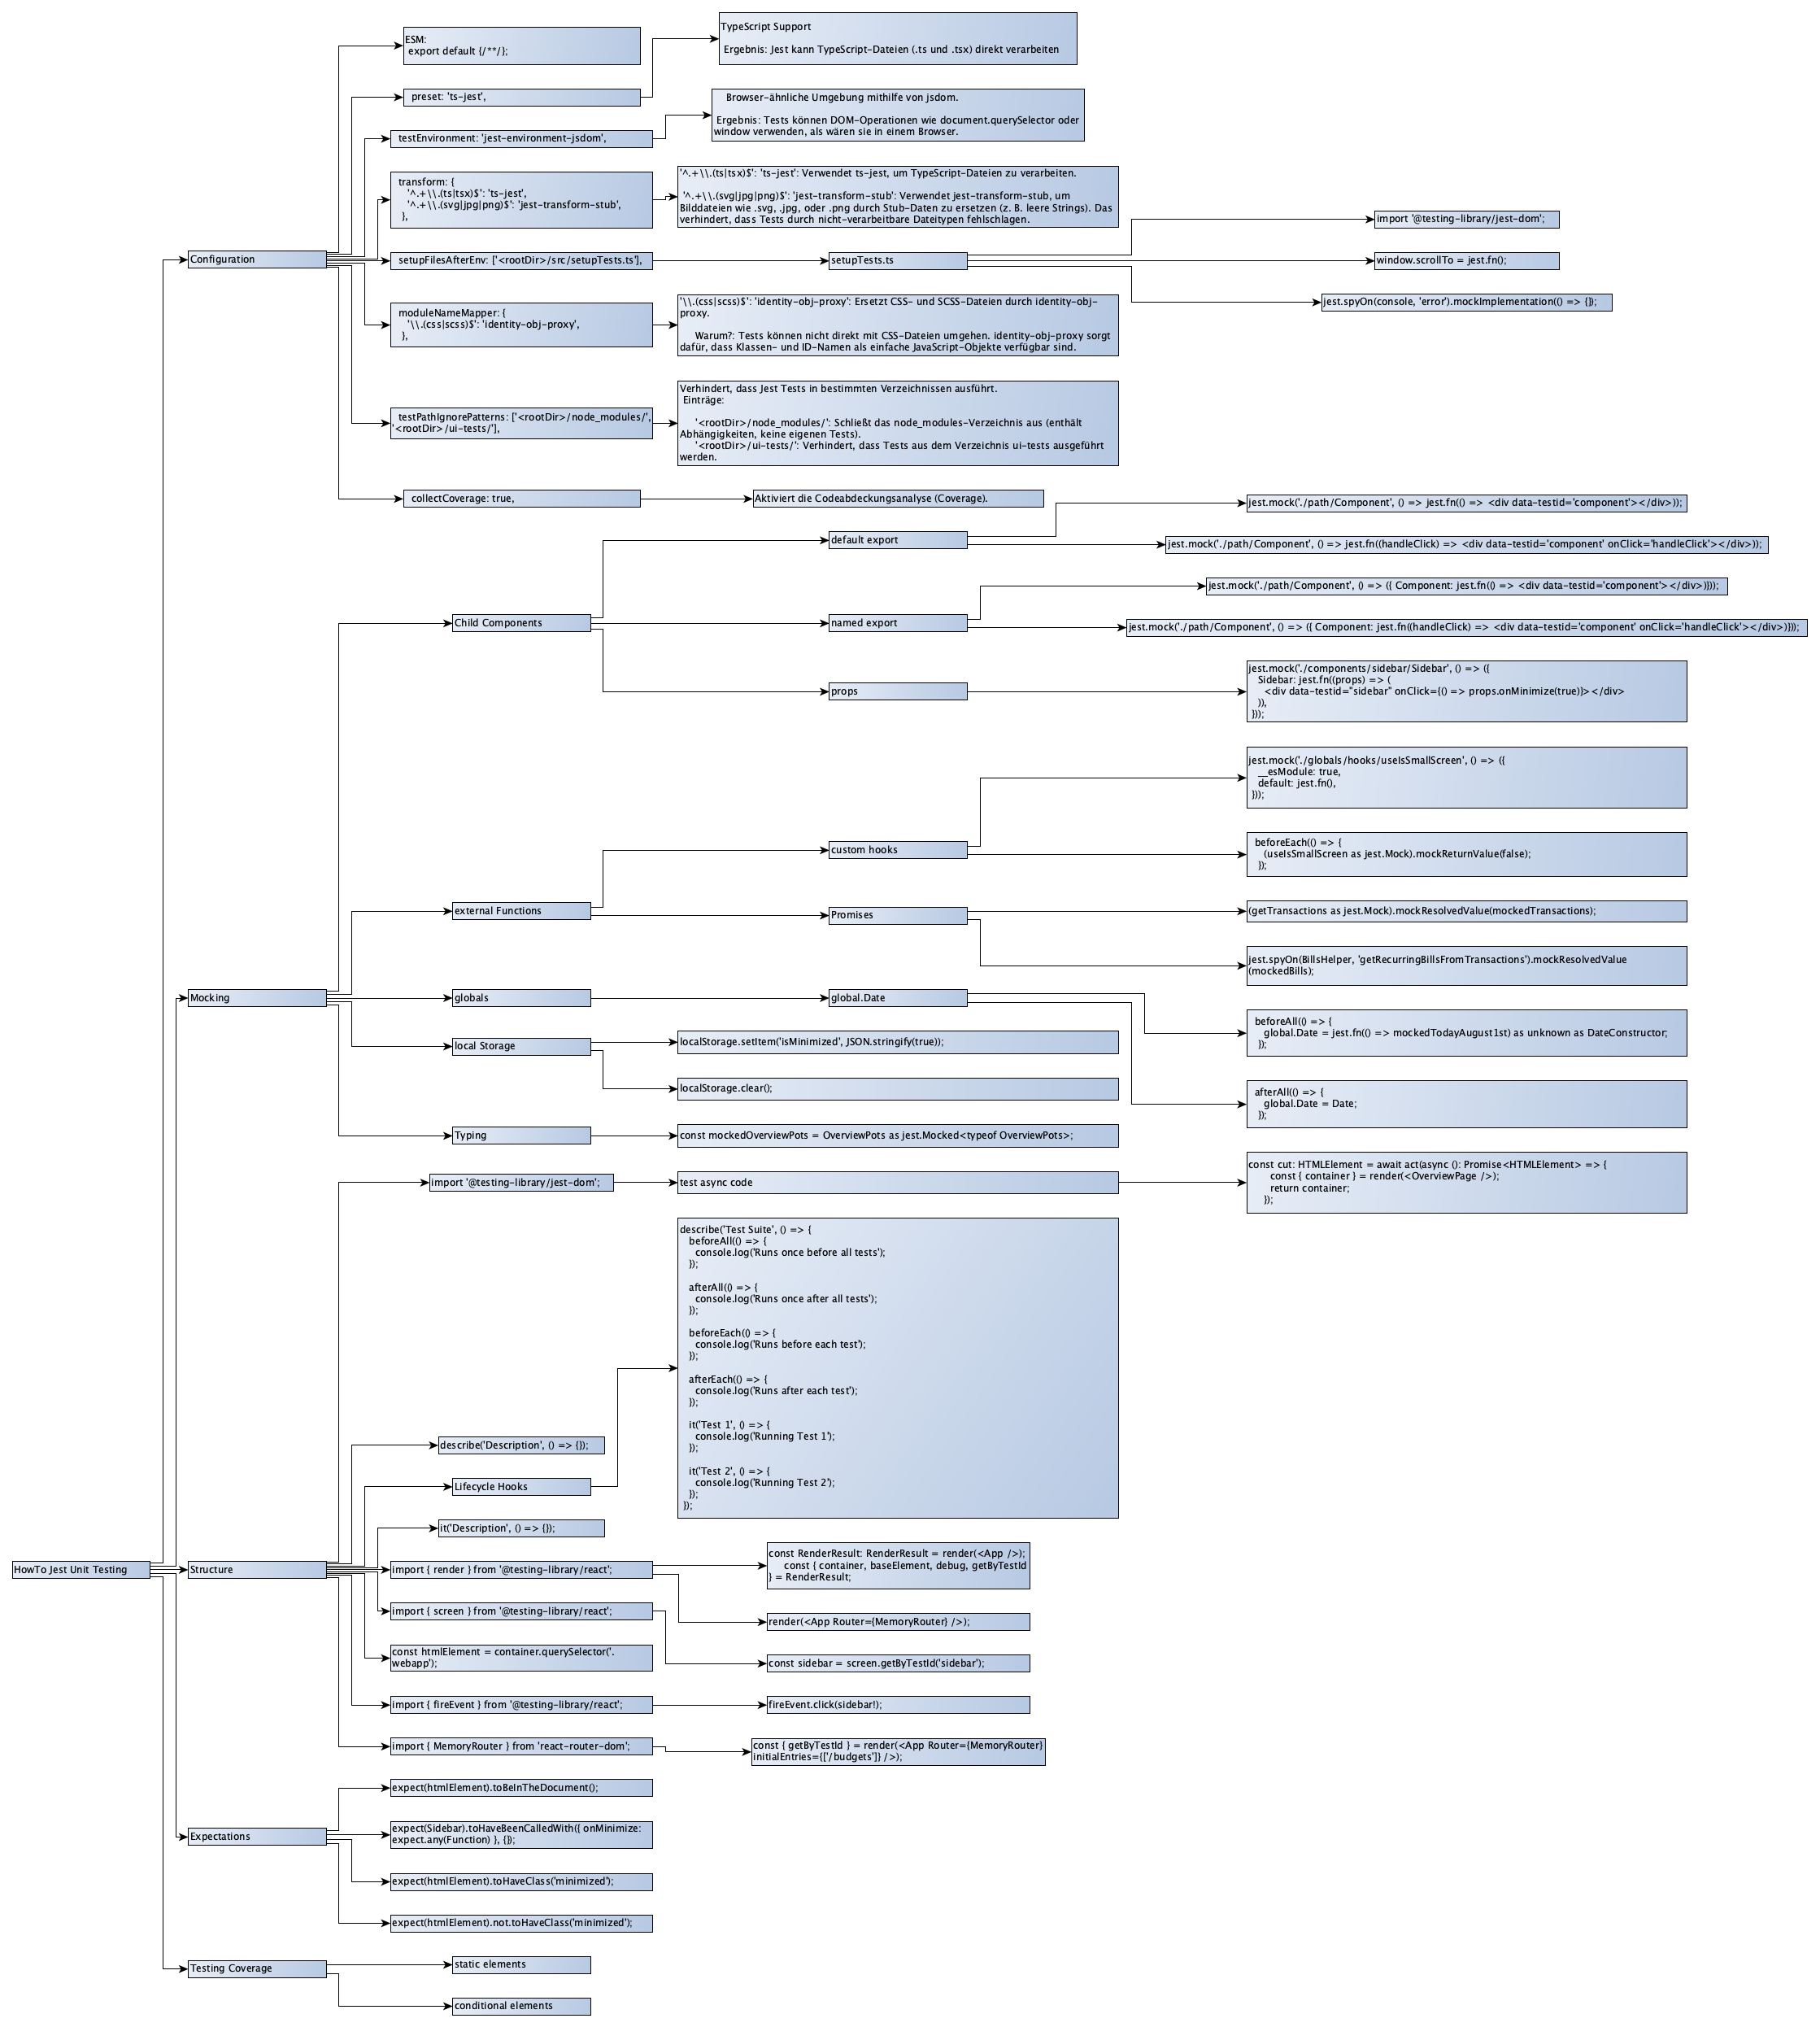 ESM:
export default {/**/};
TypeScript Support
Ergebnis: Jest kann TypeScript-Dateien (.ts und .tsx) direkt verarbeiten
preset: 'ts-jest',
Browser-ähnliche Umgebung mithilfe von jsdom.
Ergebnis: Tests können DOM-Operationen wie document.querySelector oder
window verwenden, als wären sie in einem Browser.
testEnvironment: 'jest-environment-jsdom',
transform: {
'^.+\\.(ts|tsx)$': 'ts-jest',
'^.+\\.(svg|jpg|png)$': 'jest-transform-stub',
},
'^.+\\.(ts|tsx)$': 'ts-jest': Verwendet ts-jest, um TypeScript-Dateien zu verarbeiten.
'^.+\\.(svg|jpg|png)$': 'jest-transform-stub': Verwendet jest-transform-stub, um
Bilddateien wie .svg, .jpg, oder .png durch Stub-Daten zu ersetzen (z. B. leere Strings). Das
verhindert, dass Tests durch nicht-verarbeitbare Dateitypen fehlschlagen.
Configuration
setupFilesAfterEnv: ['<rootDir>/src/setupTests.ts'],
setupTests.ts
import '@testing-library/jest-dom';
window.scrollTo = jest.fn();
jest.spyOn(console, 'error').mockImplementation(() => {});
moduleNameMapper: {
'\\.(css|scss)$': 'identity-obj-proxy',
},
'\\.(css|scss)$': 'identity-obj-proxy': Ersetzt CSS- und SCSS-Dateien durch identity-obj-
proxy.
Warum?: Tests können nicht direkt mit CSS-Dateien umgehen. identity-obj-proxy sorgt
dafür, dass Klassen- und ID-Namen als einfache JavaScript-Objekte verfügbar sind.
testPathIgnorePatterns: ['<rootDir>/node_modules/',
'<rootDir>/ui-tests/'],
Verhindert, dass Jest Tests in bestimmten Verzeichnissen ausführt.
Einträge:
'<rootDir>/node_modules/': Schließt das node_modules-Verzeichnis aus (enthält
Abhängigkeiten, keine eigenen Tests).
'<rootDir>/ui-tests/': Verhindert, dass Tests aus dem Verzeichnis ui-tests ausgeführt
werden.
collectCoverage: true,
Aktiviert die Codeabdeckungsanalyse (Coverage).
default export
jest.mock('./path/Component', () => jest.fn(() => <div data-testid='component'></div>));
jest.mock('./path/Component', () => jest.fn((handleClick) => <div data-testid='component' onClick='handleClick'></div>));
Child Components
named export
jest.mock('./path/Component', () => ({ Component: jest.fn(() => <div data-testid='component'></div>)}));
jest.mock('./path/Component', () => ({ Component: jest.fn((handleClick) => <div data-testid='component' onClick='handleClick'></div>)}));
props
jest.mock('./components/sidebar/Sidebar', () => ({
Sidebar: jest.fn((props) => (
<div data-testid="sidebar" onClick={() => props.onMinimize(true)}></div>
)),
}));
custom hooks
jest.mock('./globals/hooks/useIsSmallScreen', () => ({
__esModule: true,
default: jest.fn(),
}));
beforeEach(() => {
(useIsSmallScreen as jest.Mock).mockReturnValue(false);
});
external Functions
Promises
(getTransactions as jest.Mock).mockResolvedValue(mockedTransactions);
jest.spyOn(BillsHelper, 'getRecurringBillsFromTransactions').mockResolvedValue
(mockedBills);
Mocking
globals
global.Date
beforeAll(() => {
global.Date = jest.fn(() => mockedTodayAugust1st) as unknown as DateConstructor;
});
afterAll(() => {
global.Date = Date;
});
local Storage
localStorage.setItem('isMinimized', JSON.stringify(true));
localStorage.clear();
Typing
const mockedOverviewPots = OverviewPots as jest.Mocked<typeof OverviewPots>;
import '@testing-library/jest-dom';
test async code
const cut: HTMLElement = await act(async (): Promise<HTMLElement> => {
const { container } = render(<OverviewPage />);
return container;
});
describe('Test Suite', () => {
beforeAll(() => {
console.log('Runs once before all tests');
});
afterAll(() => {
console.log('Runs once after all tests');
});
beforeEach(() => {
console.log('Runs before each test');
});
afterEach(() => {
console.log('Runs after each test');
});
it('Test 1', () => {
console.log('Running Test 1');
});
it('Test 2', () => {
console.log('Running Test 2');
});
});
describe('Description', () => {});
Lifecycle Hooks
it('Description', () => {});
HowTo Jest Unit Testing
Structure
import { render } from '@testing-library/react';
const RenderResult: RenderResult = render(<App />);
const { container, baseElement, debug, getByTestId
} = RenderResult;
import { screen } from '@testing-library/react';
render(<App Router={MemoryRouter} />);
const htmlElement = container.querySelector('.
webapp');
const sidebar = screen.getByTestId('sidebar');
import { fireEvent } from '@testing-library/react';
fireEvent.click(sidebar!);
import { MemoryRouter } from 'react-router-dom';
const { getByTestId } = render(<App Router={MemoryRouter}
initialEntries={['/budgets']} />);
expect(htmlElement).toBeInTheDocument();
Expectations
expect(Sidebar).toHaveBeenCalledWith({ onMinimize:
expect.any(Function) }, {});
expect(htmlElement).toHaveClass('minimized');
expect(htmlElement).not.toHaveClass('minimized');
Testing Coverage
static elements
conditional elements